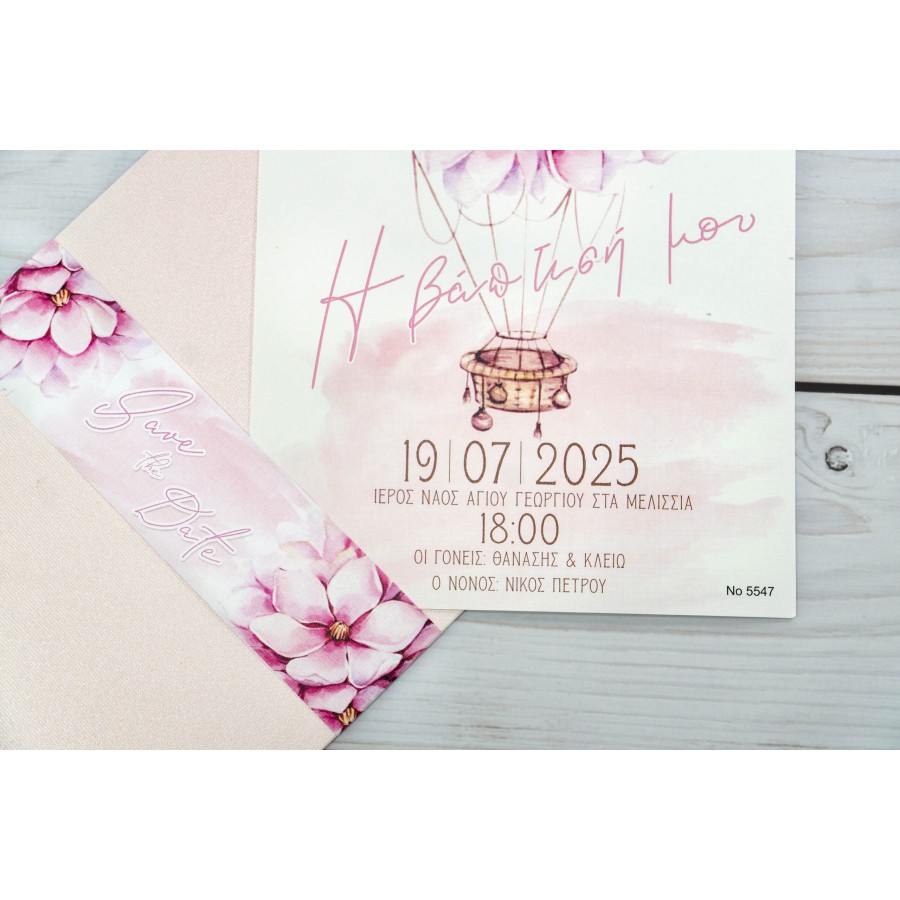 Save
the
Date
Η βάπτισή μου
19|07|2025
ΙΕΡΟΣ ΝΑΟΣ ΑΓΙΟΥ ΓΕΩΡΓΙΟΥ ΣΤΑ ΜΕΛΙΣΣΙΑ
18:00
ΟΙ ΓΟΝΕΙΣ: ΘΑΝΑΣΗΣ & ΚΛΕΙΩ
Ο ΝΟΝΟΣ: ΝΙΚΟΣ ΠΕΤΡΟΥ
No 5547